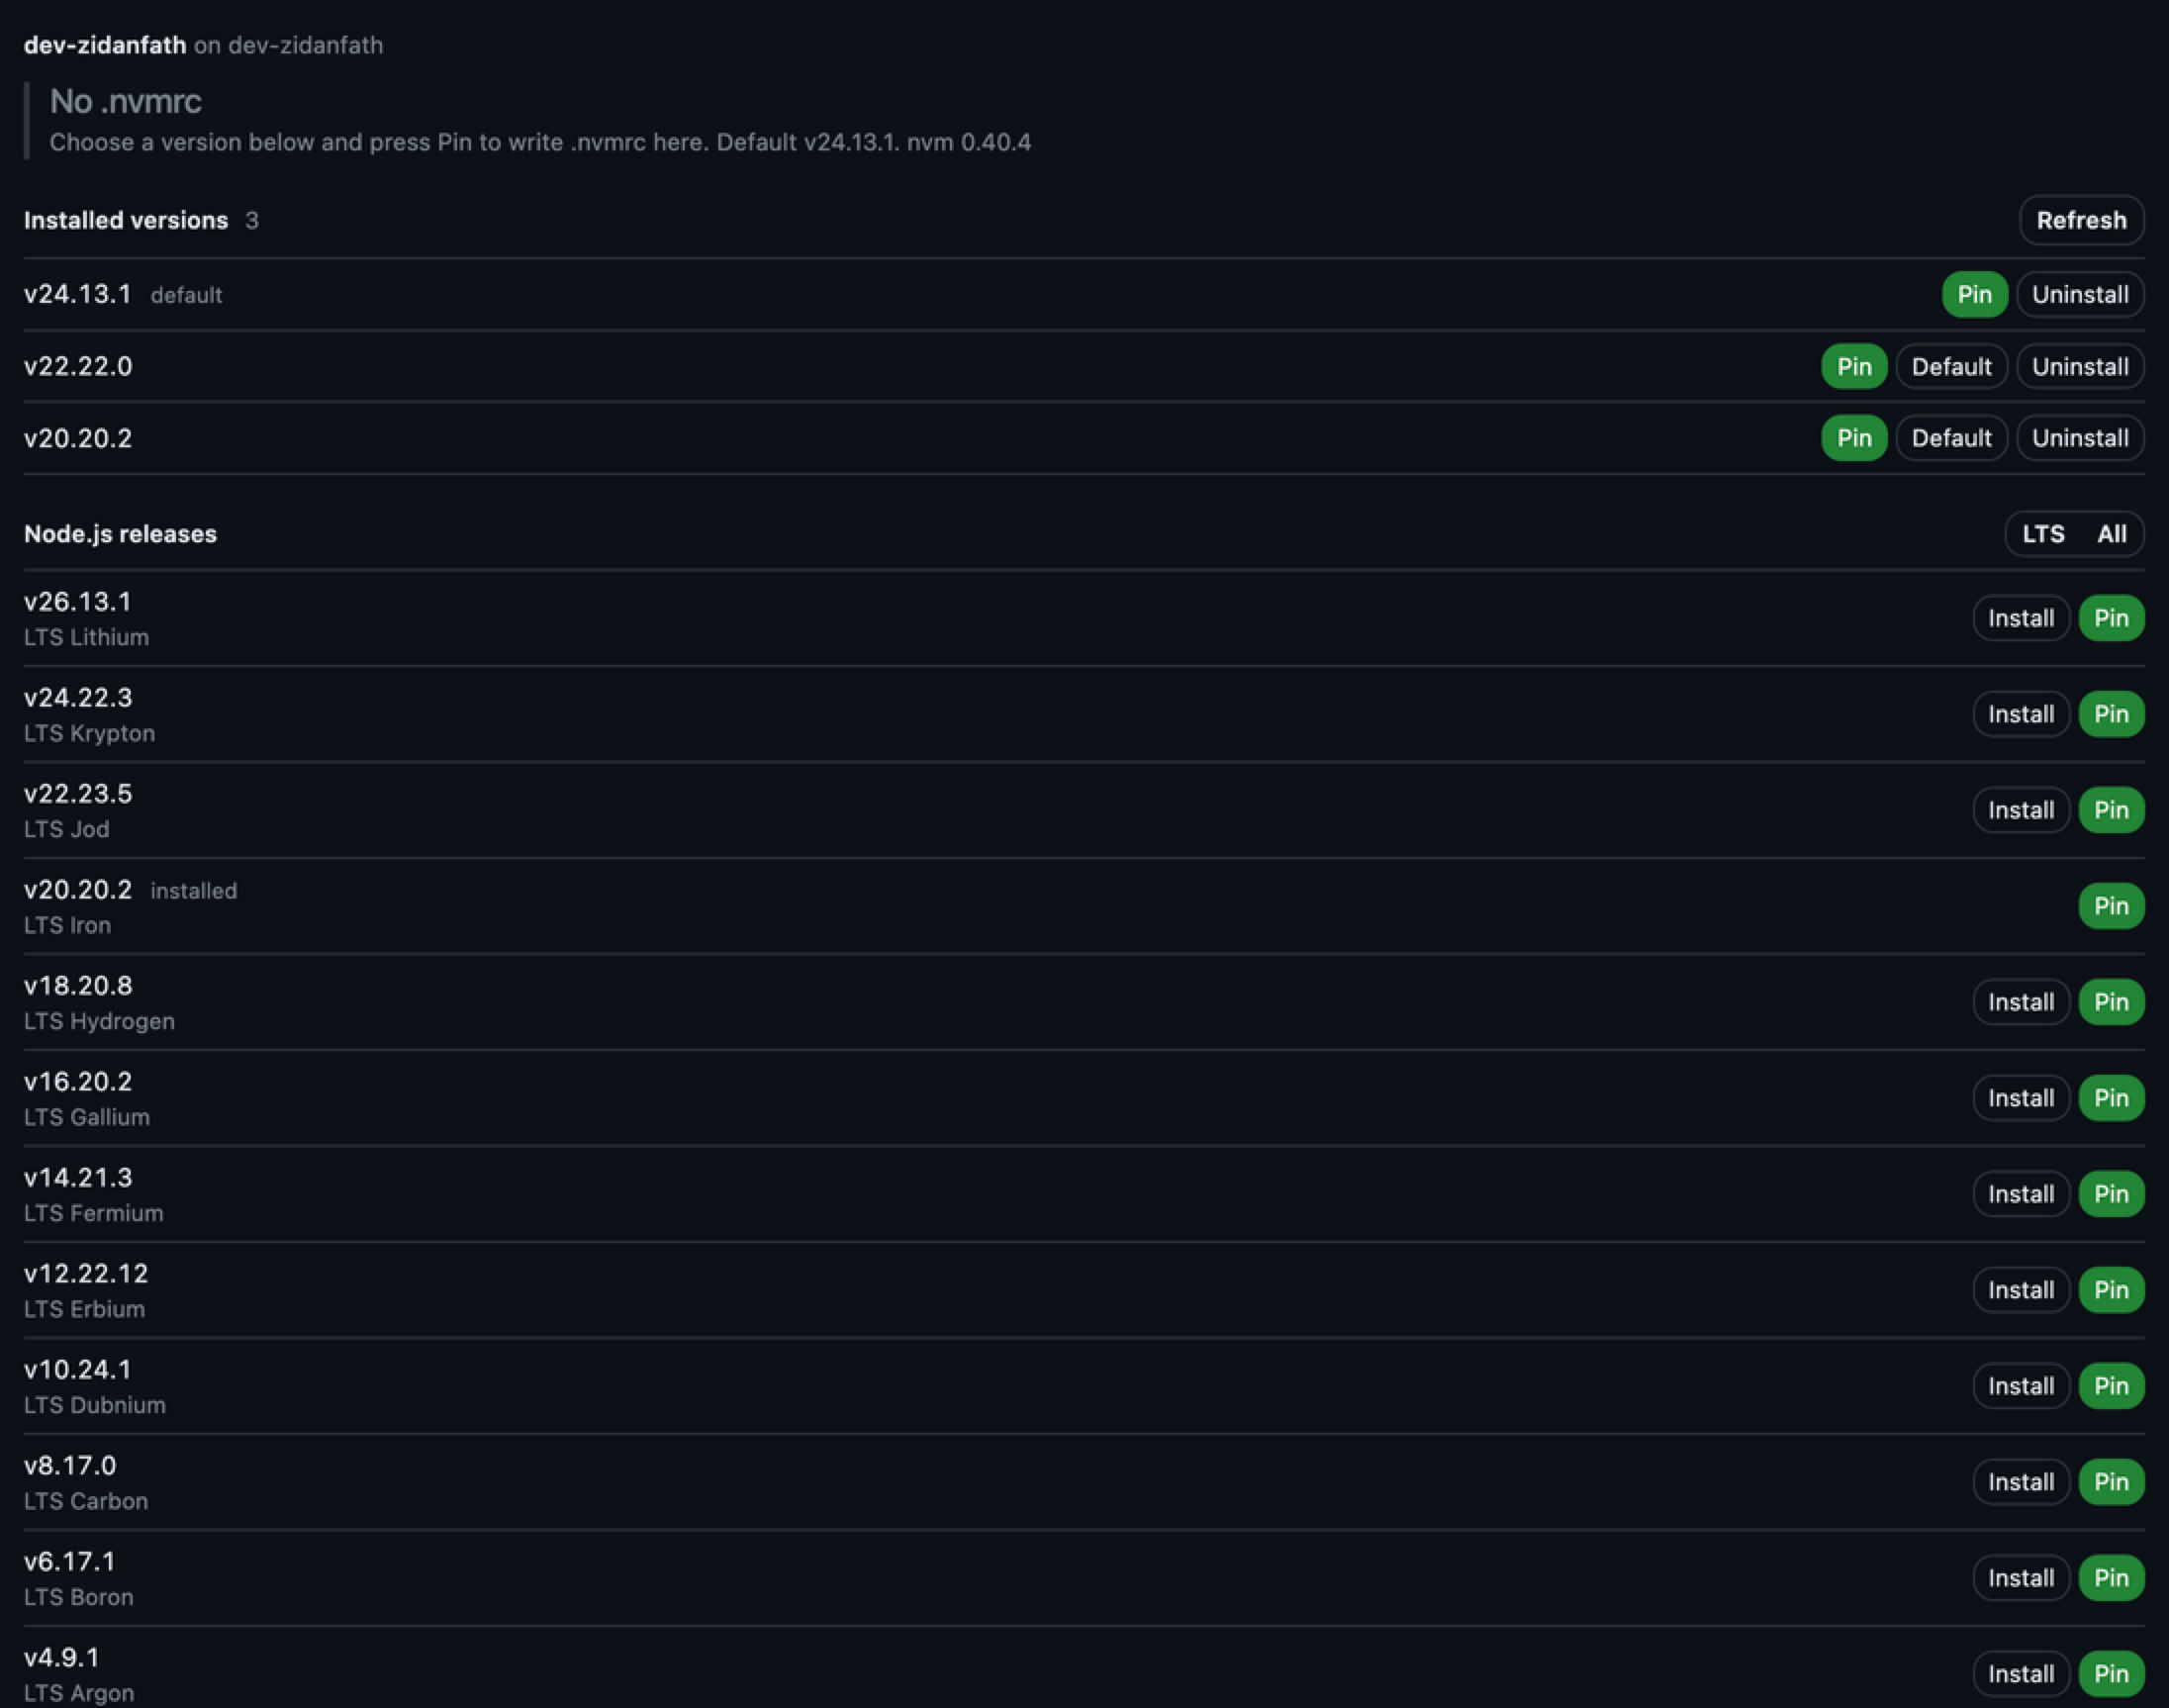 dev-zidanfath on dev-zidanfath
No .nvmrc
Choose a version below and press Pin to write .nvmrc here. Default v24.13.1. nvm 0.40.4
Installed versions 3 Refresh
v24.13.1 default Pin Uninstall
v22.22.0 Pin Default Uninstall
v20.20.2 Pin Default Uninstall
Node.js releases LTS All
v26.13.1 Install Pin
LTS Lithium
v24.22.3 Install Pin
LTS Krypton
v22.23.5 Install Pin
LTS Jod
v20.20.2 installed Pin
LTS Iron
v18.20.8 Install Pin
LTS Hydrogen
v16.20.2 Install Pin
LTS Gallium
v14.21.3 Install Pin
LTS Fermium
v12.22.12 Install Pin
LTS Erbium
v10.24.1 Install Pin
LTS Dubnium
v8.17.0 Install Pin
LTS Carbon
v6.17.1 Install Pin
LTS Boron
v4.9.1 Install Pin
LTS Argon